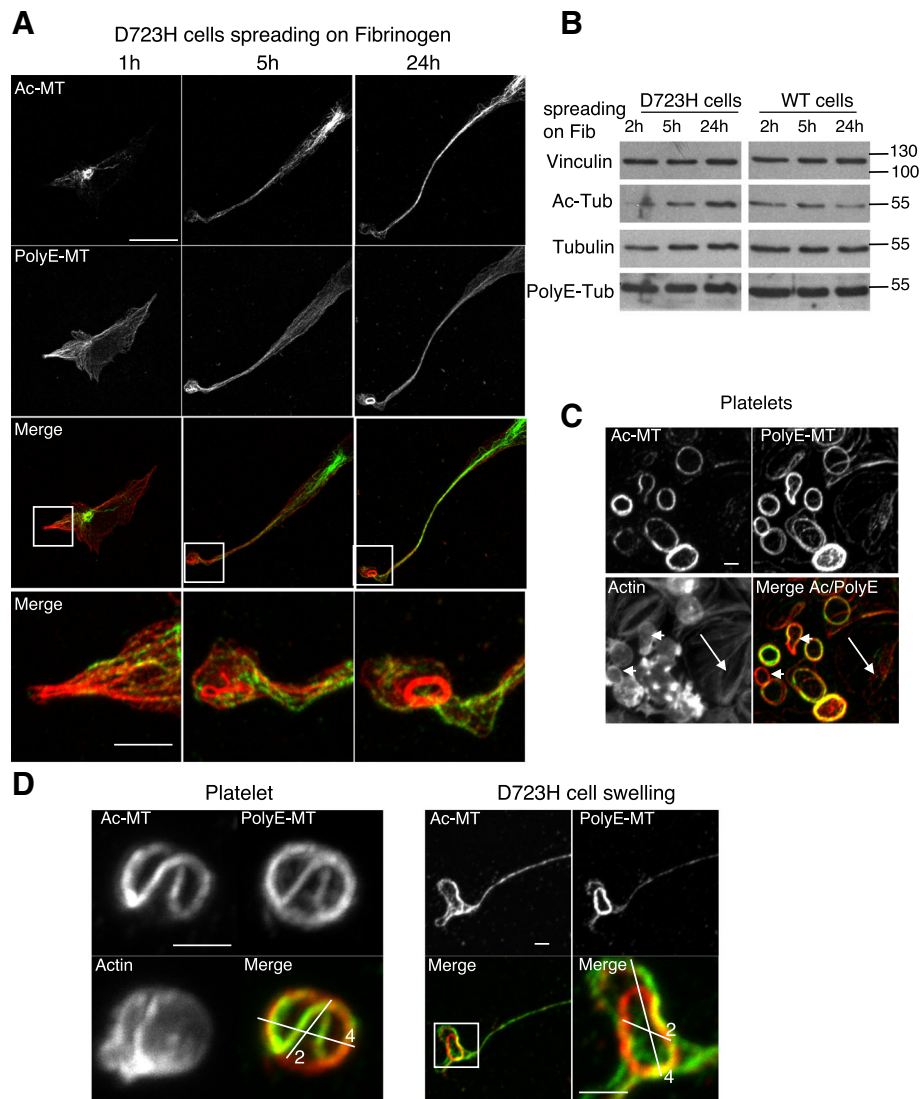 A
D723H cells spreading on Fibrinogen
1h 5h 24h
Ac-MT
PolyE-MT
Merge
Merge
B
spreading on Fib
D723H cells WT cells
2h 5h 24h 2h 5h 24h
Vinculin 130
100
Ac-Tub 55
Tubulin 55
PolyE-Tub 55
C
Platelets
Ac-MT PolyE-MT
Actin Merge Ac/PolyE
D
Platelet
Ac-MT PolyE-MT
Actin Merge
4
2
D723H cell swelling
Ac-MT PolyE-MT
Merge Merge
2
4